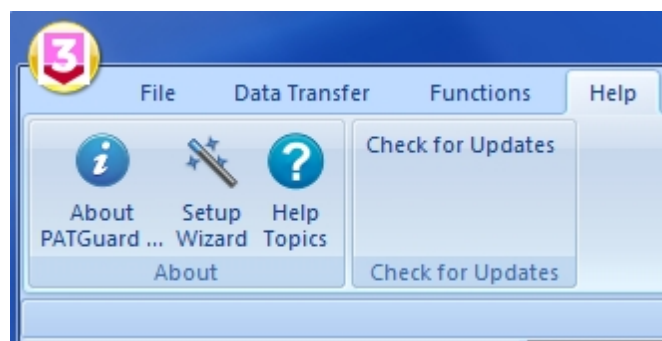 3
File Data Transfer Functions Help
Check for Updates
About Setup Help
PATGuard ... Wizard Topics
About Check for Updates